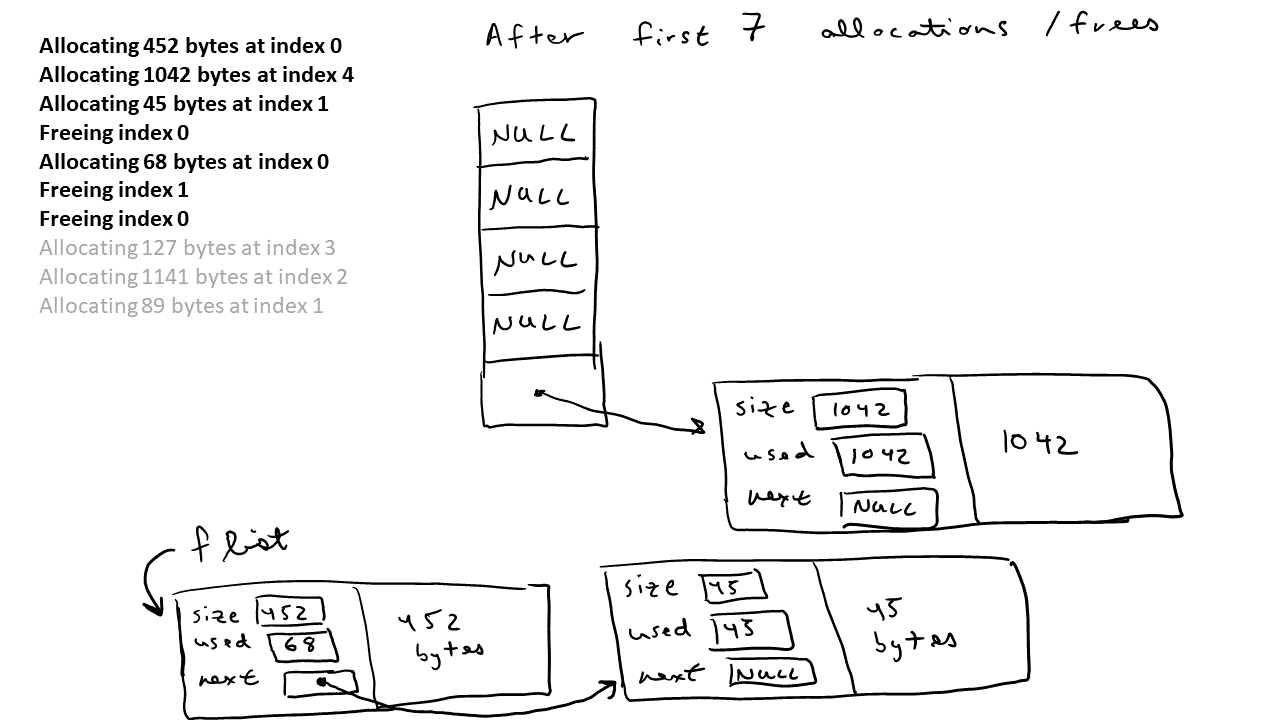 After first 7 allocations / frees
Allocating 452 bytes at index 0
Allocating 1042 bytes at index 4
Allocating 45 bytes at index 1
Freeing index 0
Allocating 68 bytes at index 0
Freeing index 1
Freeing index 0
Allocating 127 bytes at index 3
Allocating 1141 bytes at index 2
Allocating 89 bytes at index 1
NULL
NULL
NULL
NULL
size 1042
used 1042
next NULL
1042
f list
size 452
used 68
next
452
bytes
size 45
used 45
next NULL
45
bytes